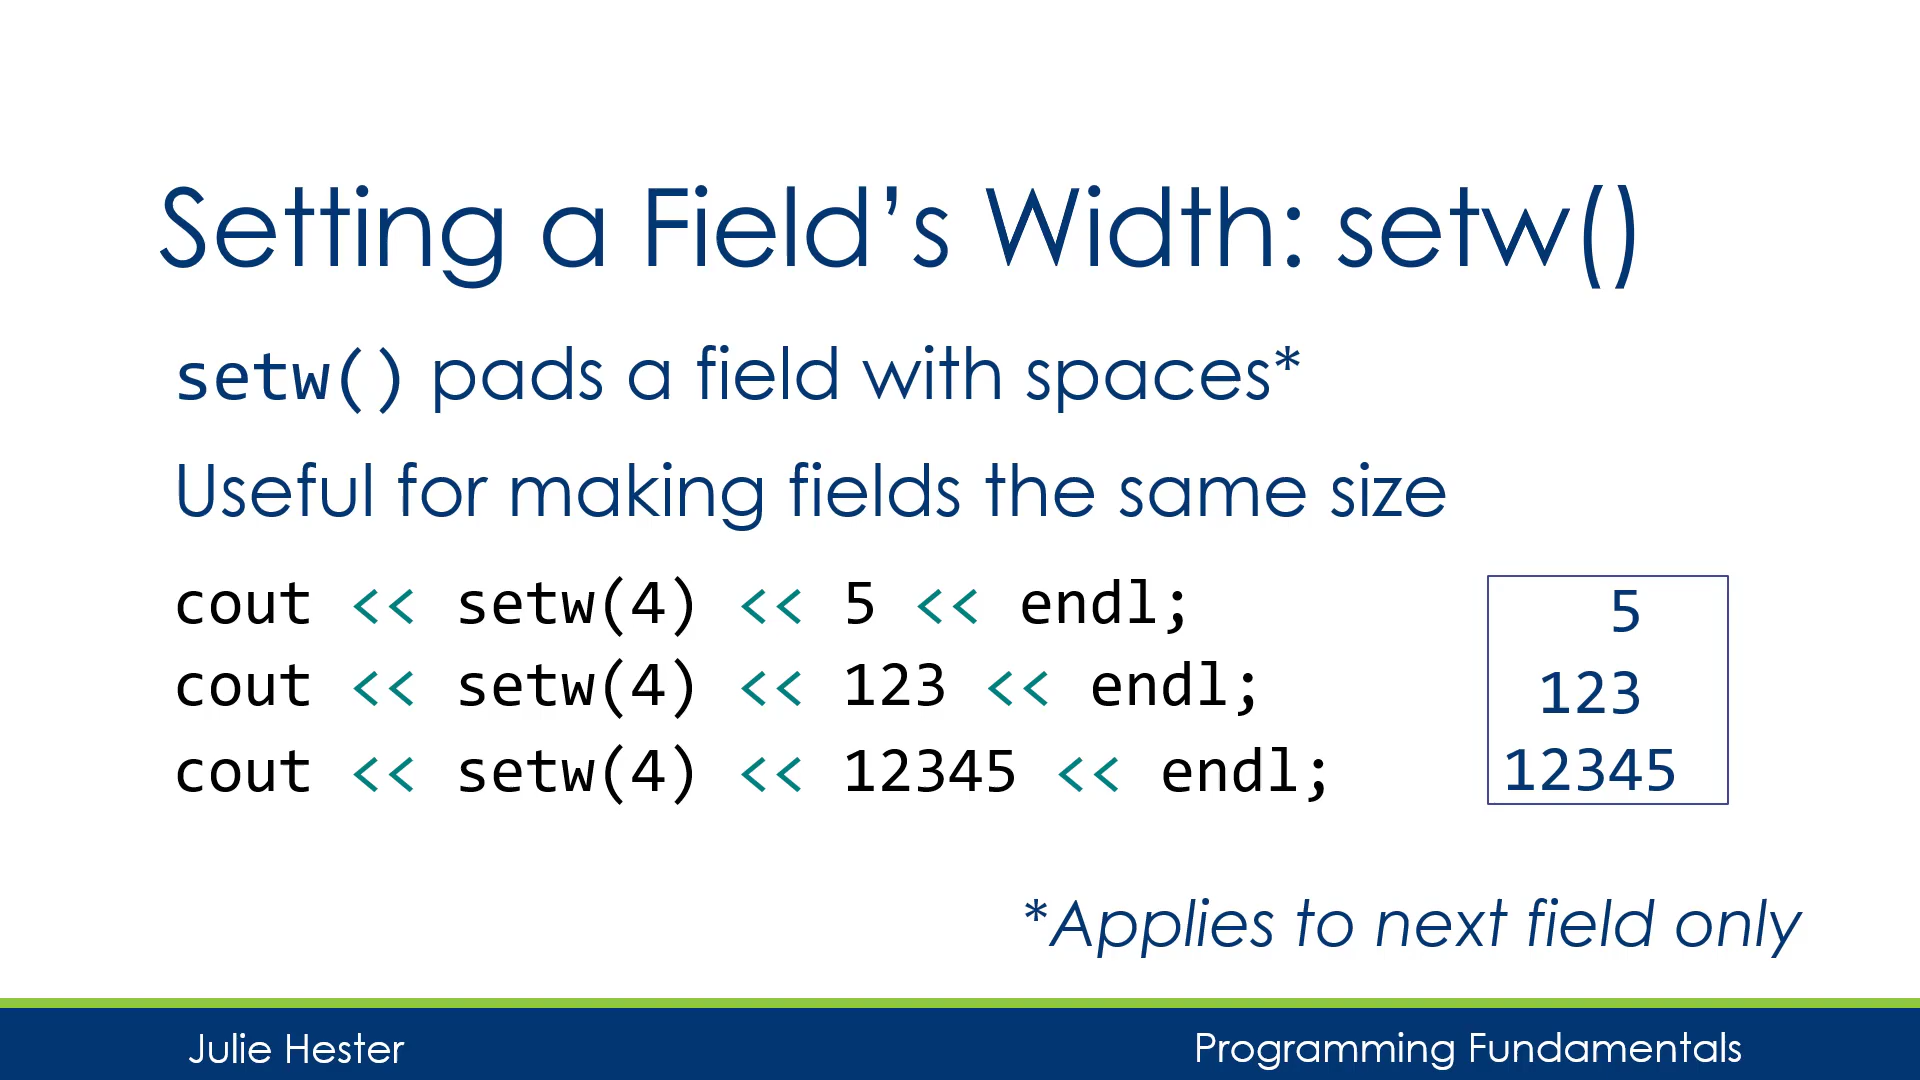 Setting a Field’s Width: setw()
setw() pads a field with spaces*
Useful for making fields the same size
cout << setw(4) << 5 << endl;
cout << setw(4) << 123 << endl;
cout << setw(4) << 12345 << endl;
5
123
12345
*Applies to next field only
Julie Hester
Programming Fundamentals